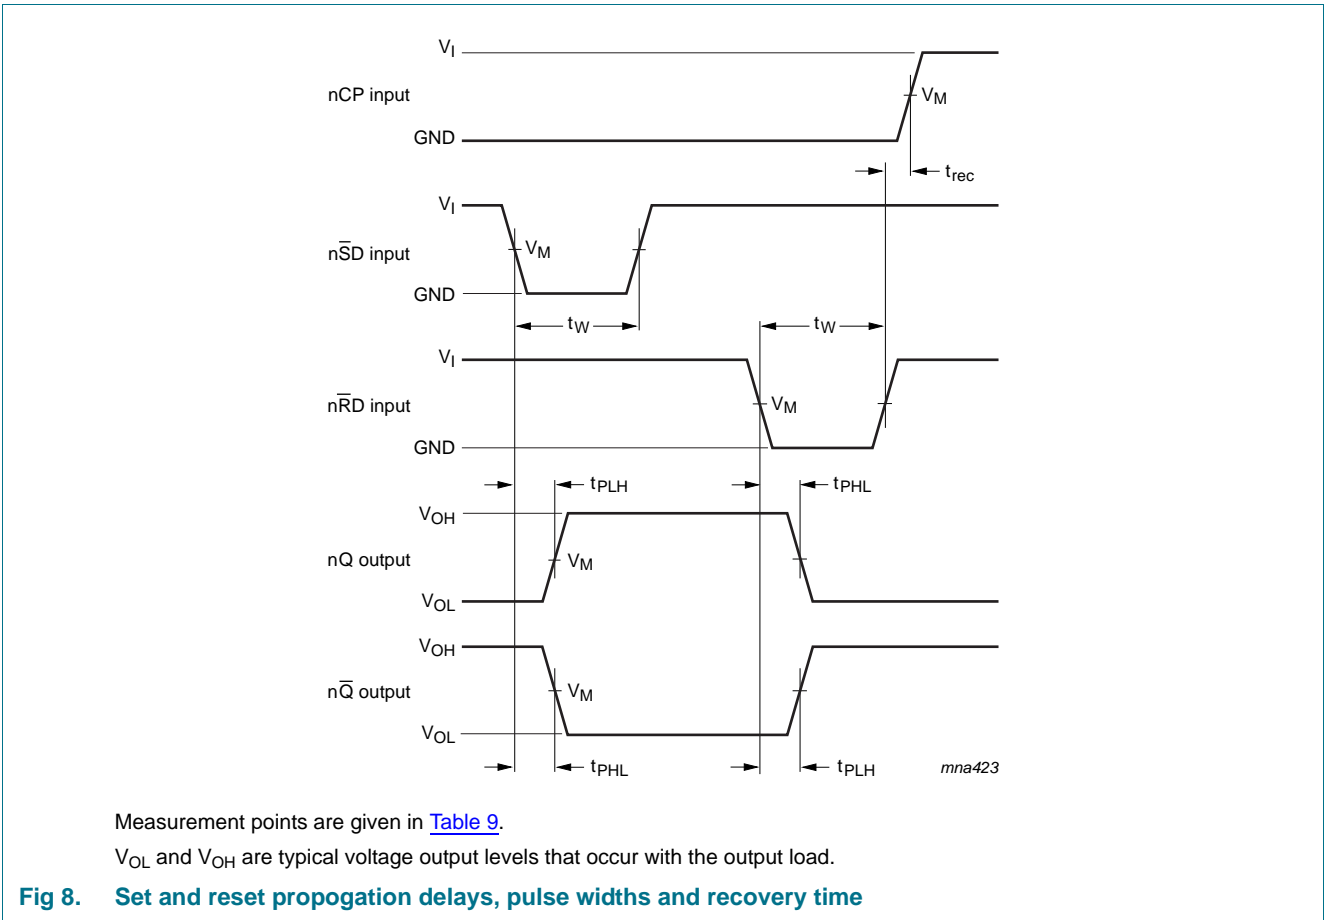 VI
nCP input
VM
GND
trec
VI
nS̅D input
VM
GND
tW
tW
VI
nR̅D input
VM
GND
tPLH
tPHL
VOH
nQ output
VM
VOL
VOH
nQ̅ output
VM
VOL
tPHL
tPLH
mna423
Measurement points are given in Table 9.
VOL and VOH are typical voltage output levels that occur with the output load.
Fig 8. Set and reset propogation delays, pulse widths and recovery time